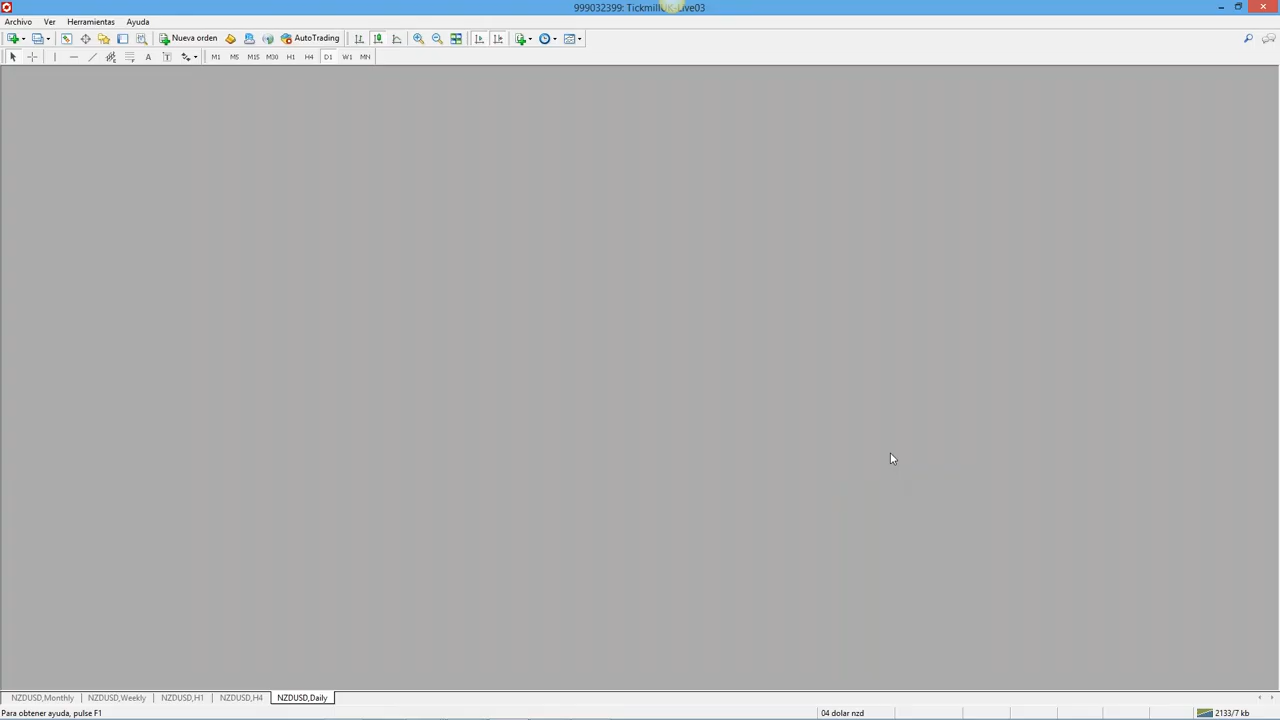 999032399: TickmillUK-Live03
Archivo Ver Herramientas Ayuda
Nueva orden AutoTrading
A T M1 M5 M15 M30 H1 H4 D1 W1 MN
NZDUSD,Monthly NZDUSD,Weekly NZDUSD,H1 NZDUSD,H4 NZDUSD,Daily
Para obtener ayuda, pulse F1 04 dolar nzd 2133/7 kb